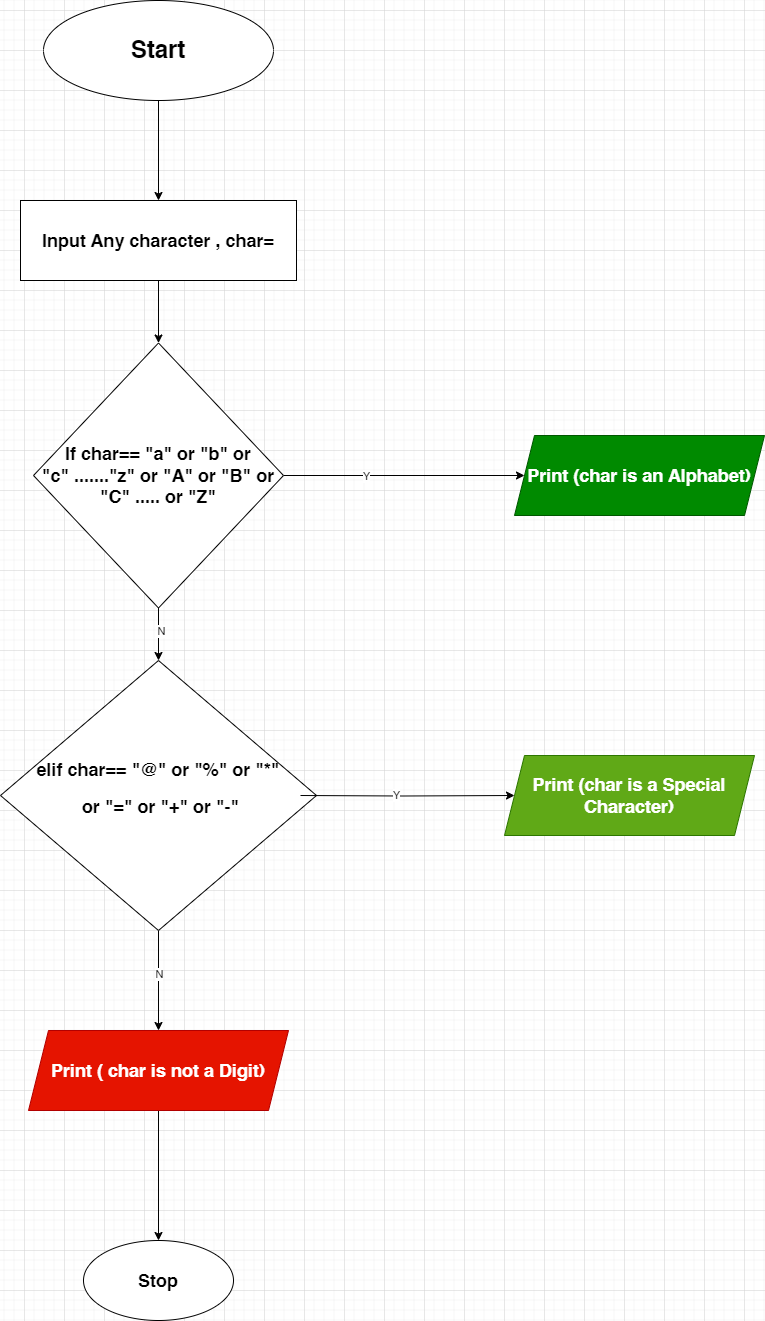 Start
Input Any character , char=
If char== "a" or "b" or
"c" ......."z" or "A" or "B" or
"C" ..... or "Z"
Y
Print (char is an Alphabet)
N
elif char== "@" or "%" or "*"
or "=" or "+" or "-"
Y
Print (char is a Special
Character)
N
Print ( char is not a Digit)
Stop